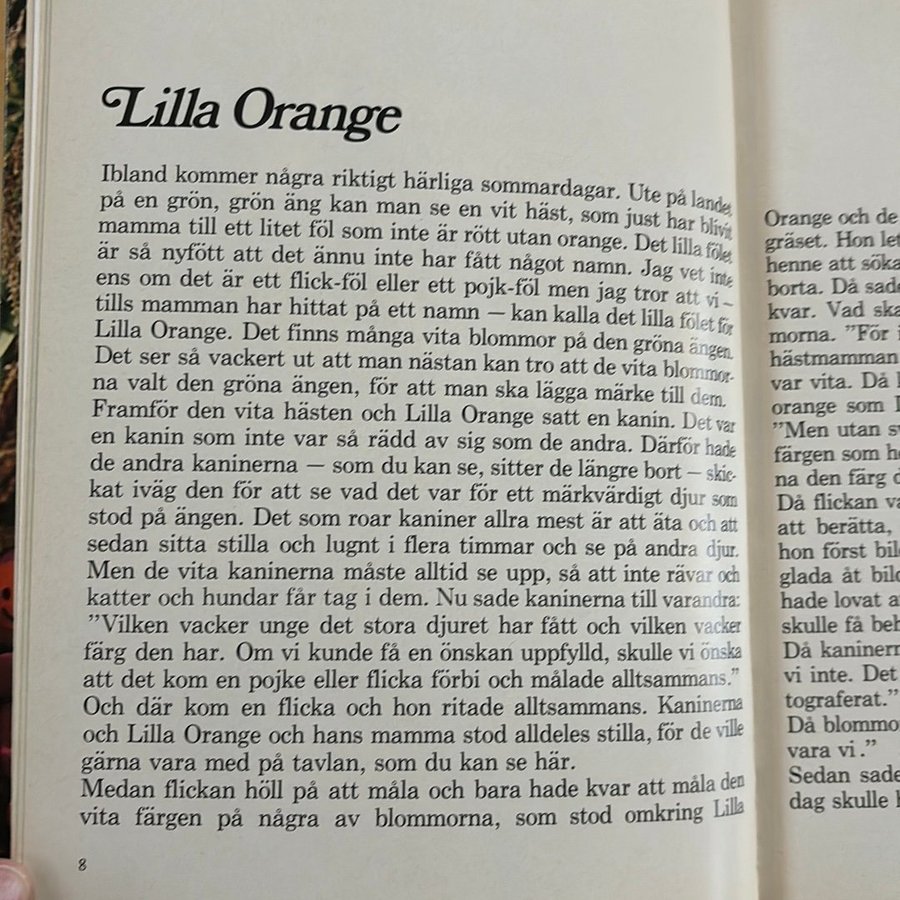 Lilla Orange
Ibland kommer några riktigt härliga sommardagar. Ute på landet
på en grön, grön äng kan man se en vit häst, som just har blivit
mamma till ett litet föl som inte är rött utan orange. Det lilla fölet
är så nyfött att det ännu inte har fått något namn. Jag vet inte
ens om det är ett flick-föl eller ett pojk-föl men jag tror att vi –
tills mamman har hittat på ett namn – kan kalla det lilla fölet för
Lilla Orange. Det finns många vita blommor på den gröna ängen.
Det ser så vackert ut att man nästan kan tro att de vita blommor-
na valt den gröna ängen, för att man ska lägga märke till dem.
Framför den vita hästen och Lilla Orange satt en kanin. Det var
en kanin som inte var så rädd av sig som de andra. Därför hade
de andra kaninerna – som du kan se, sitter de längre bort – skic-
kat iväg den för att se vad det var för ett märkvärdigt djur som
stod på ängen. Det som roar kaniner allra mest är att äta och att
sedan sitta stilla och lugnt i flera timmar och se på andra djur.
Men de vita kaninerna måste alltid se upp, så att inte rävar och
katter och hundar får tag i dem. Nu sade kaninerna till varandra:
”Vilken vacker unge det stora djuret har fått och vilken vacker
färg den har. Om vi kunde få en önskan uppfylld, skulle vi önska
att det kom en pojke eller flicka förbi och målade alltsammans.”
Och där kom en flicka och hon ritade alltsammans. Kaninerna
och Lilla Orange och hans mamma stod alldeles stilla, för de ville
gärna vara med på tavlan, som du kan se här.
Medan flickan höll på att måla och bara hade kvar att måla den
vita färgen på några av blommorna, som stod omkring Lilla
8
Orange och de
gräset. Hon let
henne att söka
borta. Då sade
kvar. Vad ska
morna. ”För i
hästmamman
var vita. Då
orange som
”Men utan sv
färgen som h
na den färg
Då flickan va
att berätta,
hon först bil
glada åt bil
hade lovat a
skulle få beh
Då kaninern
vi inte. Det
tograferat.”
Då blommo
vara vi.”
Sedan sade
dag skulle